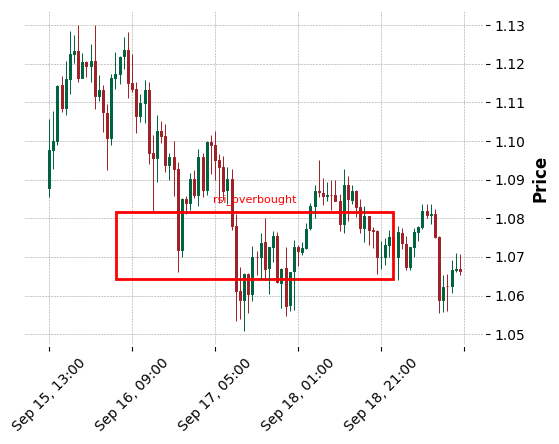 1.13
1.12
1.11
1.10
1.09
1.08
1.07
1.06
1.05
Price
rsi_overbought
Sep 15, 13:00
Sep 16, 09:00
Sep 17, 05:00
Sep 18, 01:00
Sep 18, 21:00